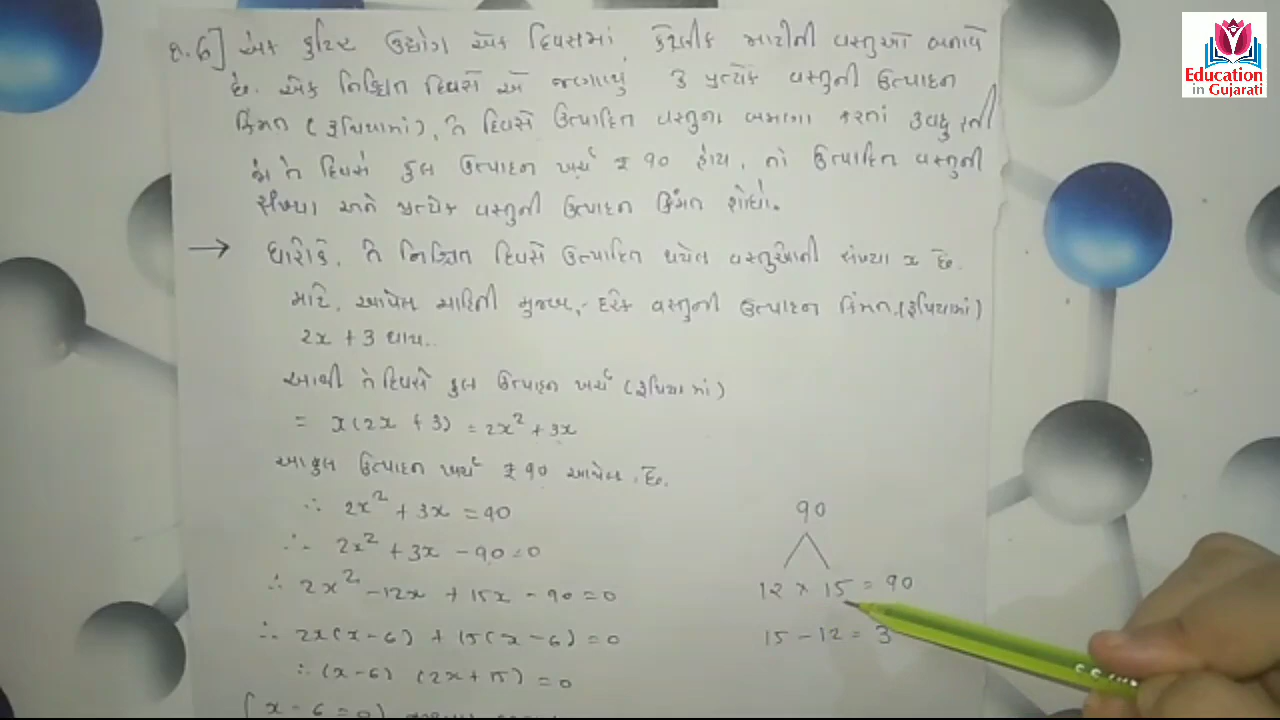 Education
in Gujarati
8.6] એક કુટિર ઉદ્યોગ એક દિવસમાં કેટલીક માટીની વસ્તુઓ બનાવે
છે. એક નિશ્ચિત દિવસે એ જણાયું કે પ્રત્યેક વસ્તુની ઉત્પાદન
કિંમત (રૂપિયામાં), તે દિવસે ઉત્પાદિત વસ્તુના બમણા કરતાં 3 વધુ હતી
જો તે દિવસે કુલ ઉત્પાદન ખર્ચ ₹ 90 હોય, તો ઉત્પાદિત વસ્તુની
સંખ્યા અને પ્રત્યેક વસ્તુની ઉત્પાદન કિંમત શોધો.
→ ધારોકે, તે નિશ્ચિત દિવસે ઉત્પાદિત થયેલ વસ્તુઓની સંખ્યા x છે.
માટે, આપેલ માહિતી મુજબ, દરેક વસ્તુની ઉત્પાદન કિંમત (રૂપિયામાં)
2x + 3 થાય..
આથી તે દિવસે કુલ ઉત્પાદન ખર્ચ (રૂપિયામાં)
= x(2x + 3) = 2x² + 3x
આ કુલ ઉત્પાદન ખર્ચ ₹ 90 આપેલ છે.
∴ 2x² + 3x = 90
∴ 2x² + 3x - 90 = 0
∴ 2x² - 12x + 15x - 90 = 0
∴ 2x(x-6) + 15(x-6) = 0
∴ (x-6) (2x+15) = 0
(x - 6 = 0) અથવા
90
12 × 15 = 90
15 - 12 = 3